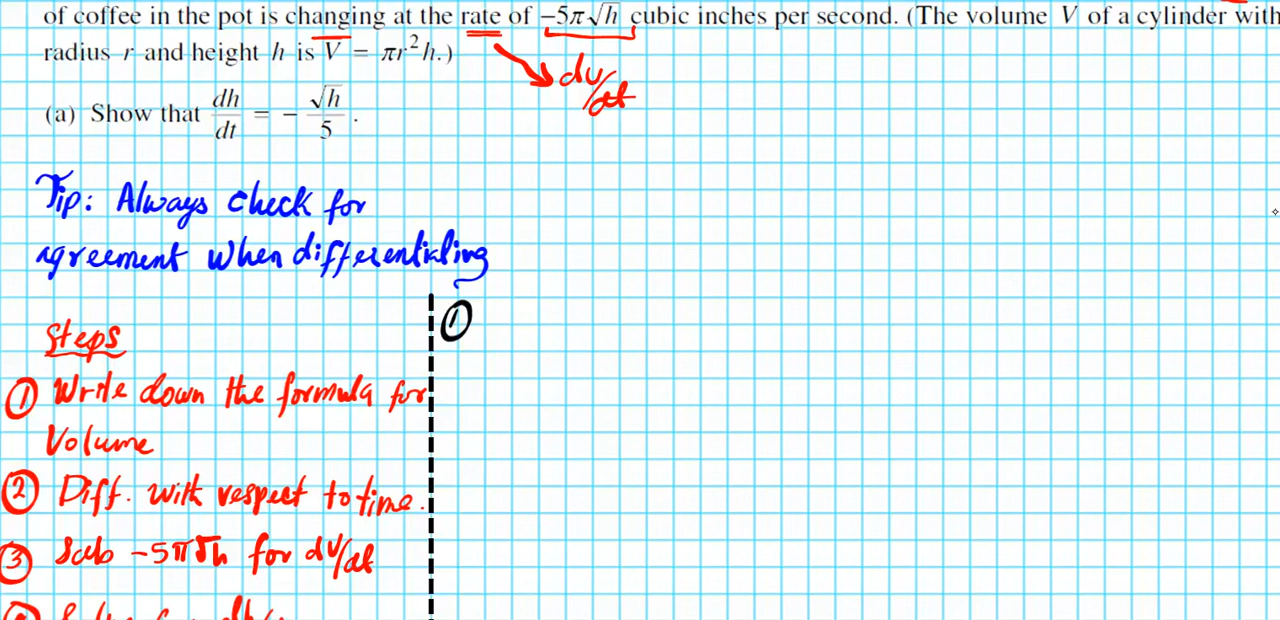 of coffee in the pot is changing at the rate of −5π√h cubic inches per second. (The volume V of a cylinder with
radius r and height h is V = πr²h.)
dv/dt
(a) Show that dh/dt = − √h/5 .
Tip: Always check for
agreement when differentiating
①
Steps
① Write down the formula for
Volume
② Diff. with respect to time.
③ Sub −5π√h for dV/dt